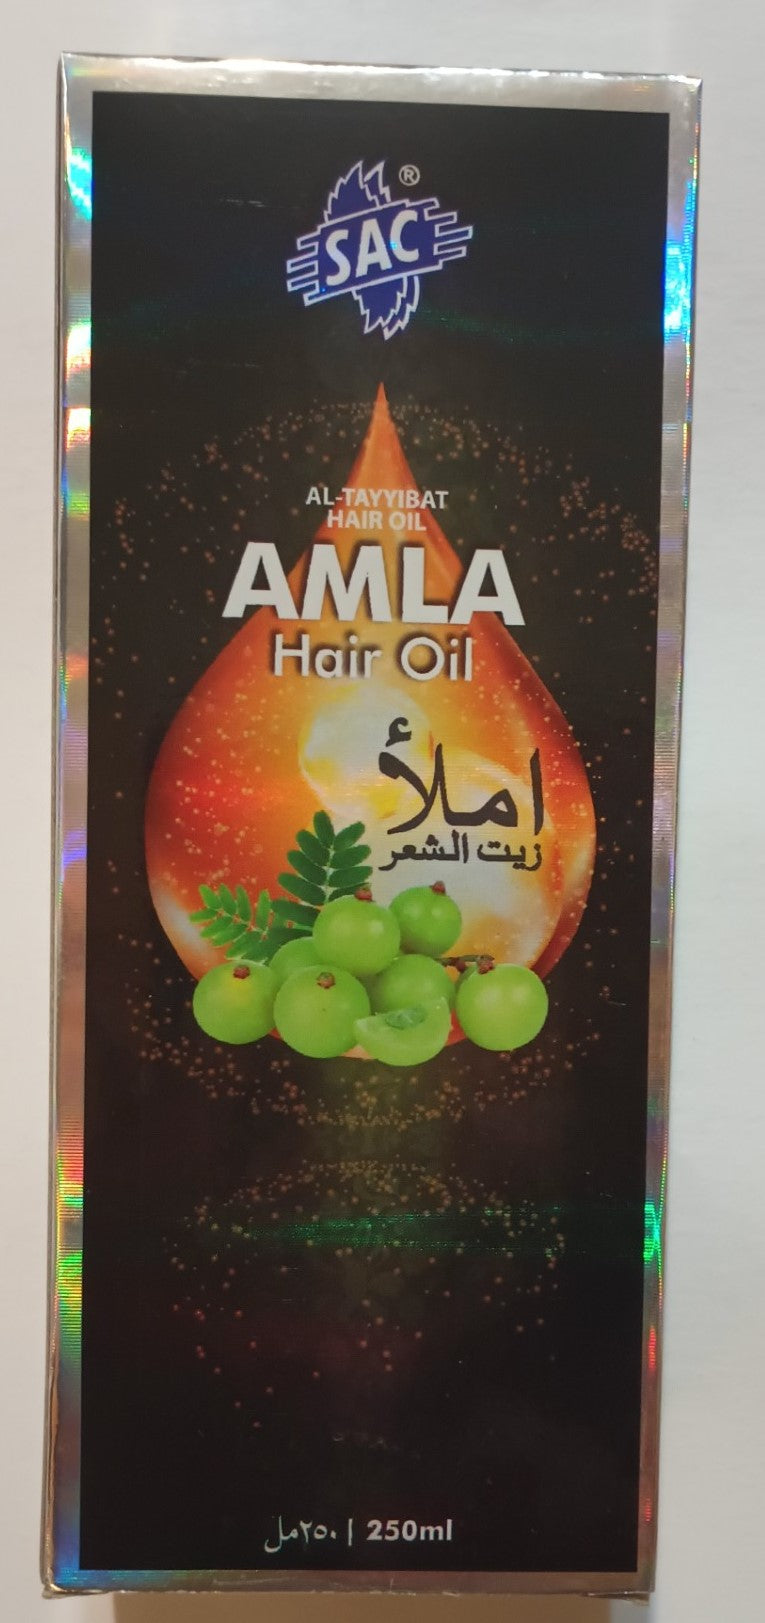 SAC ®
AL-TAYYIBAT
HAIR OIL
AMLA
Hair Oil
املأ
زيت الشعر
٢٥٠مل | 250ml